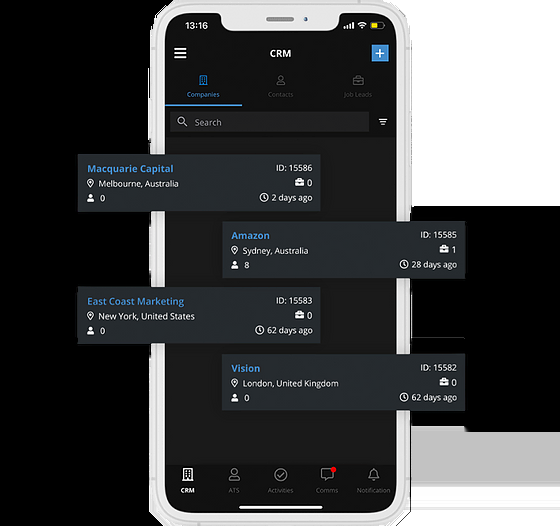 13:16
CRM
Companies Contacts Job Leads
Search
Macquarie Capital ID: 15586
Melbourne, Australia 0
0 2 days ago
Amazon ID: 15585
Sydney, Australia 1
8 28 days ago
East Coast Marketing ID: 15583
New York, United States 0
0 62 days ago
Vision ID: 15582
London, United Kingdom 0
0 62 days ago
CRM ATS Activities Comms Notification